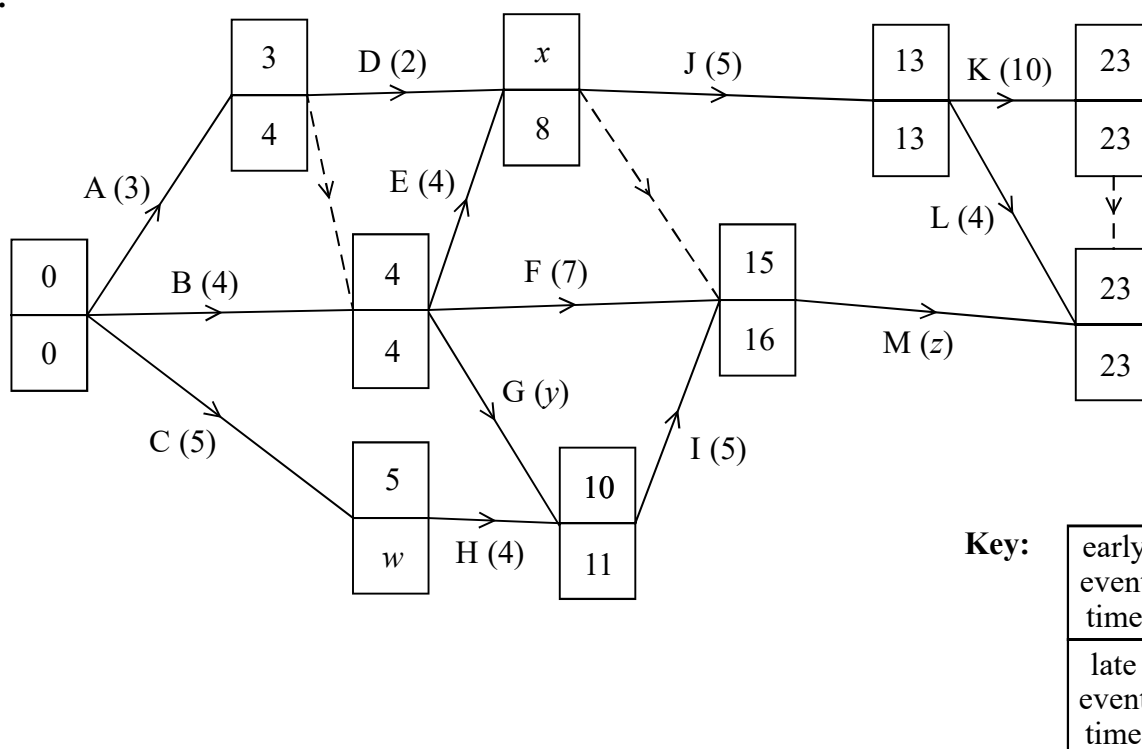 3
4
D (2)
x
8
J (5)
13
13
K (10)
23
23
A (3)
E (4)
L (4)
0
0
B (4)
4
4
F (7)
15
16
M (z)
23
23
G (y)
C (5)
5
w
H (4)
10
11
I (5)
Key:
early
event
time
late
event
time